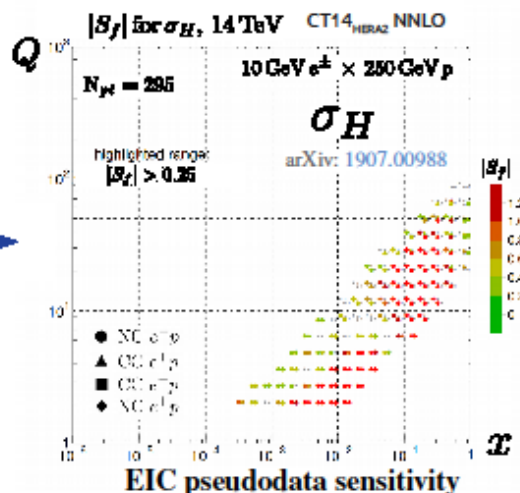 |S_f| for σ_H, 14 TeV CT14_HERA2 NNLO
Q
10 GeV e^± × 250 GeV p
N_pt = 295
σ_H
highlighted range:
|S_f| > 0.25
arXiv: 1907.00988
|S_f|
● NC e⁻p
▲ CC e⁺p
■ CC e⁻p
◆ NC e⁺p
x
EIC pseudodata sensitivity